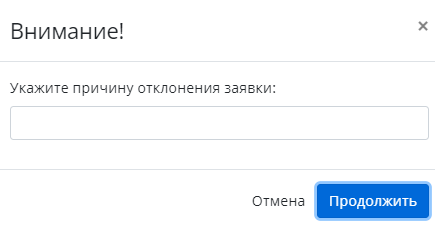 Внимание!
×
Укажите причину отклонения заявки:
Отмена
Продолжить